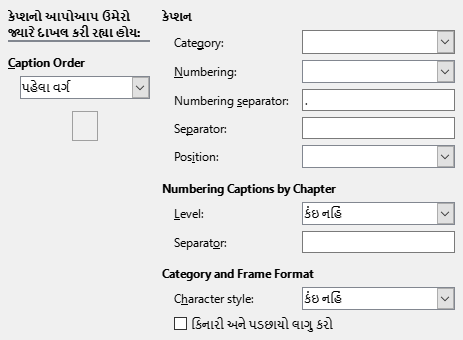 કેપ્શનો આપોઆપ ઉમેરો
જ્યારે દાખલ કરી રહ્યા હોય:
Caption Order
પહેલા વર્ગ
કેપ્શન
Category:
Numbering:
Numbering separator: .
Separator:
Position:
Numbering Captions by Chapter
Level: કંઇ નહિં
Separator:
Category and Frame Format
Character style: કંઇ નહિં
કિનારી અને પડછાયો લાગુ કરો